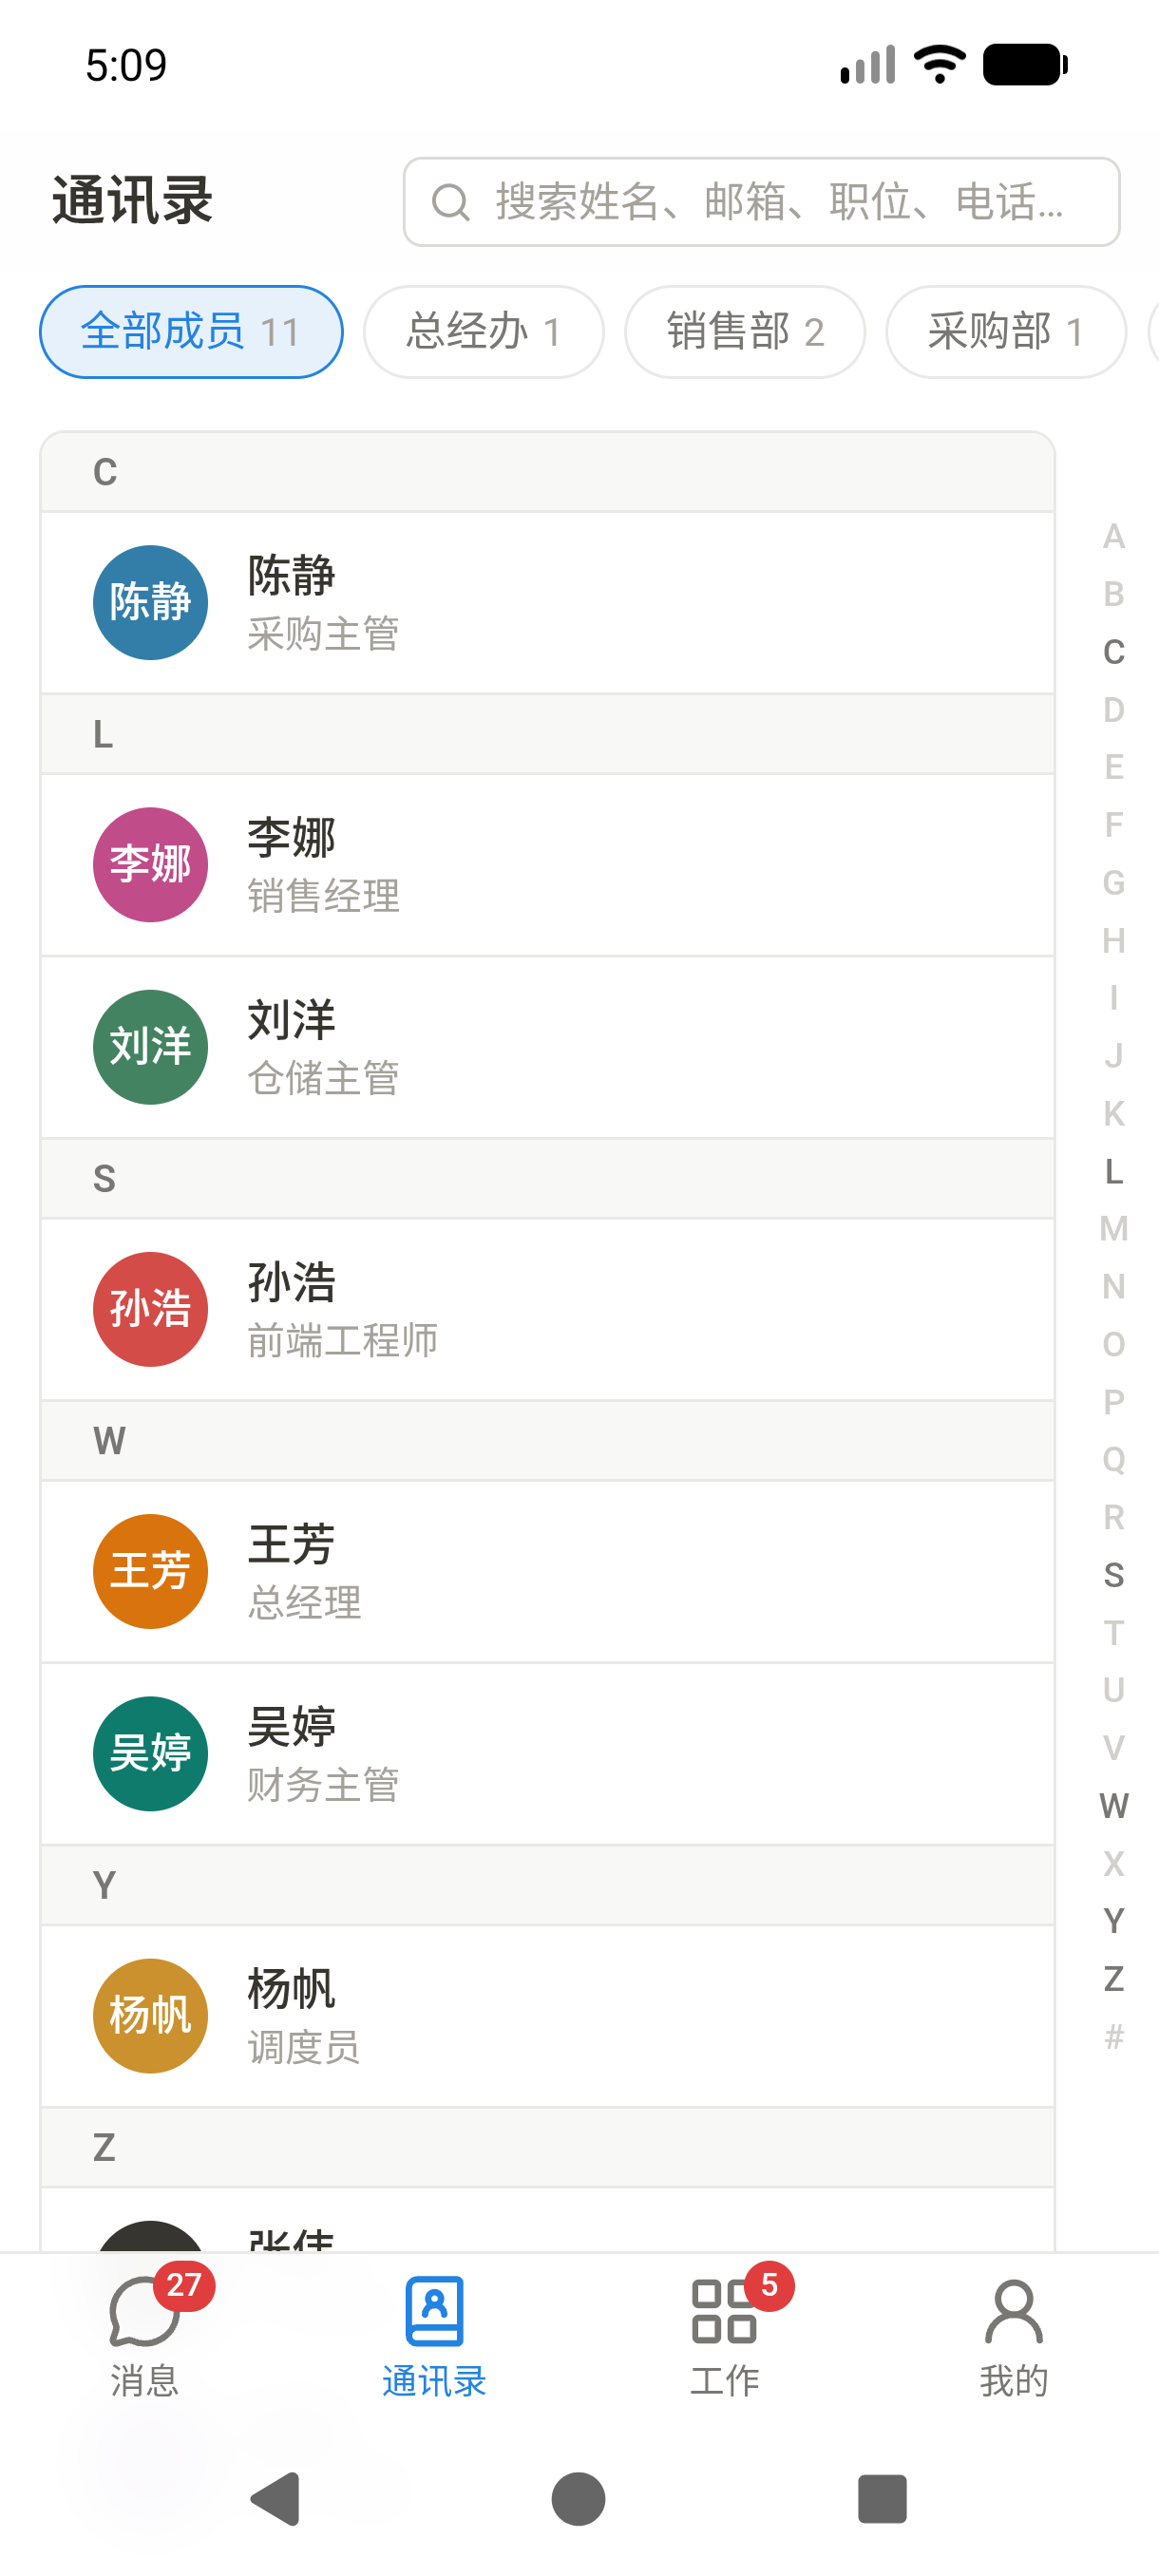 5:09
通讯录
搜索姓名、邮箱、职位、电话...
全部成员 11
总经办 1
销售部 2
采购部 1
C
陈静
陈静
采购主管
L
李娜
李娜
销售经理
刘洋
刘洋
仓储主管
S
孙浩
孙浩
前端工程师
W
王芳
王芳
总经理
吴婷
吴婷
财务主管
Y
杨帆
杨帆
调度员
Z
张伟
A
B
C
D
E
F
G
H
I
J
K
L
M
N
O
P
Q
R
S
T
U
V
W
X
Y
Z
#
27
消息
通讯录
5
工作
我的